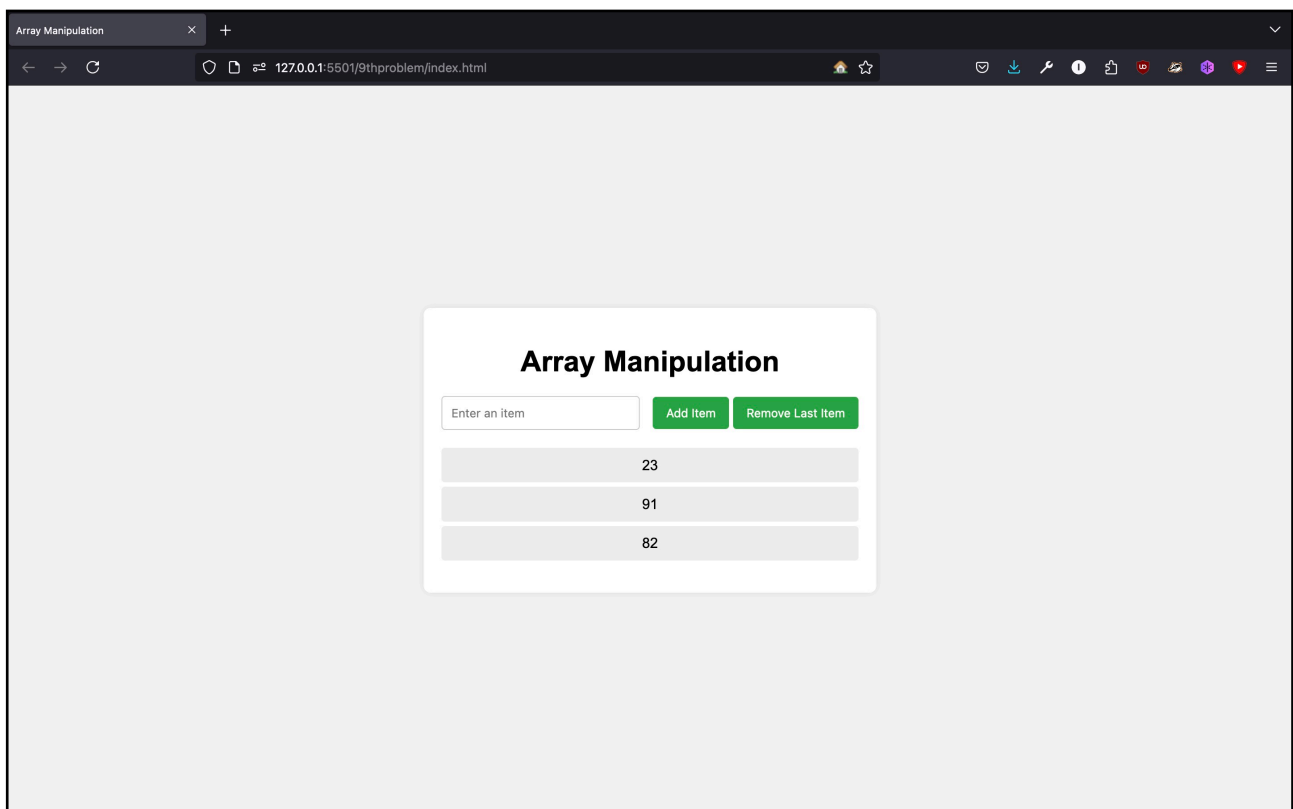 Array Manipulation
127.0.0.1:5501/9thproblem/index.html
Array Manipulation
Enter an item
Add Item
Remove Last Item
23
91
82